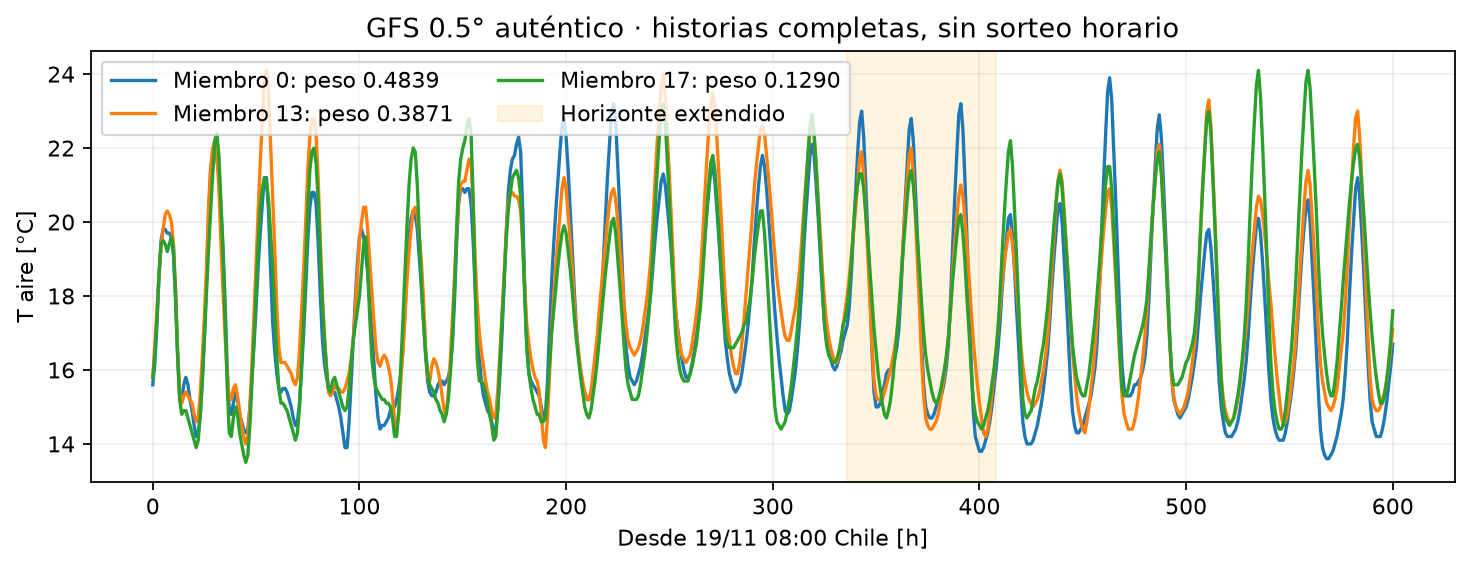 GFS 0.5° auténtico · historias completas, sin sorteo horario
Miembro 0: peso 0.4839
Miembro 13: peso 0.3871
Miembro 17: peso 0.1290
Horizonte extendido
T aire [°C]
24
22
20
18
16
14
0 100 200 300 400 500 600
Desde 19/11 08:00 Chile [h]